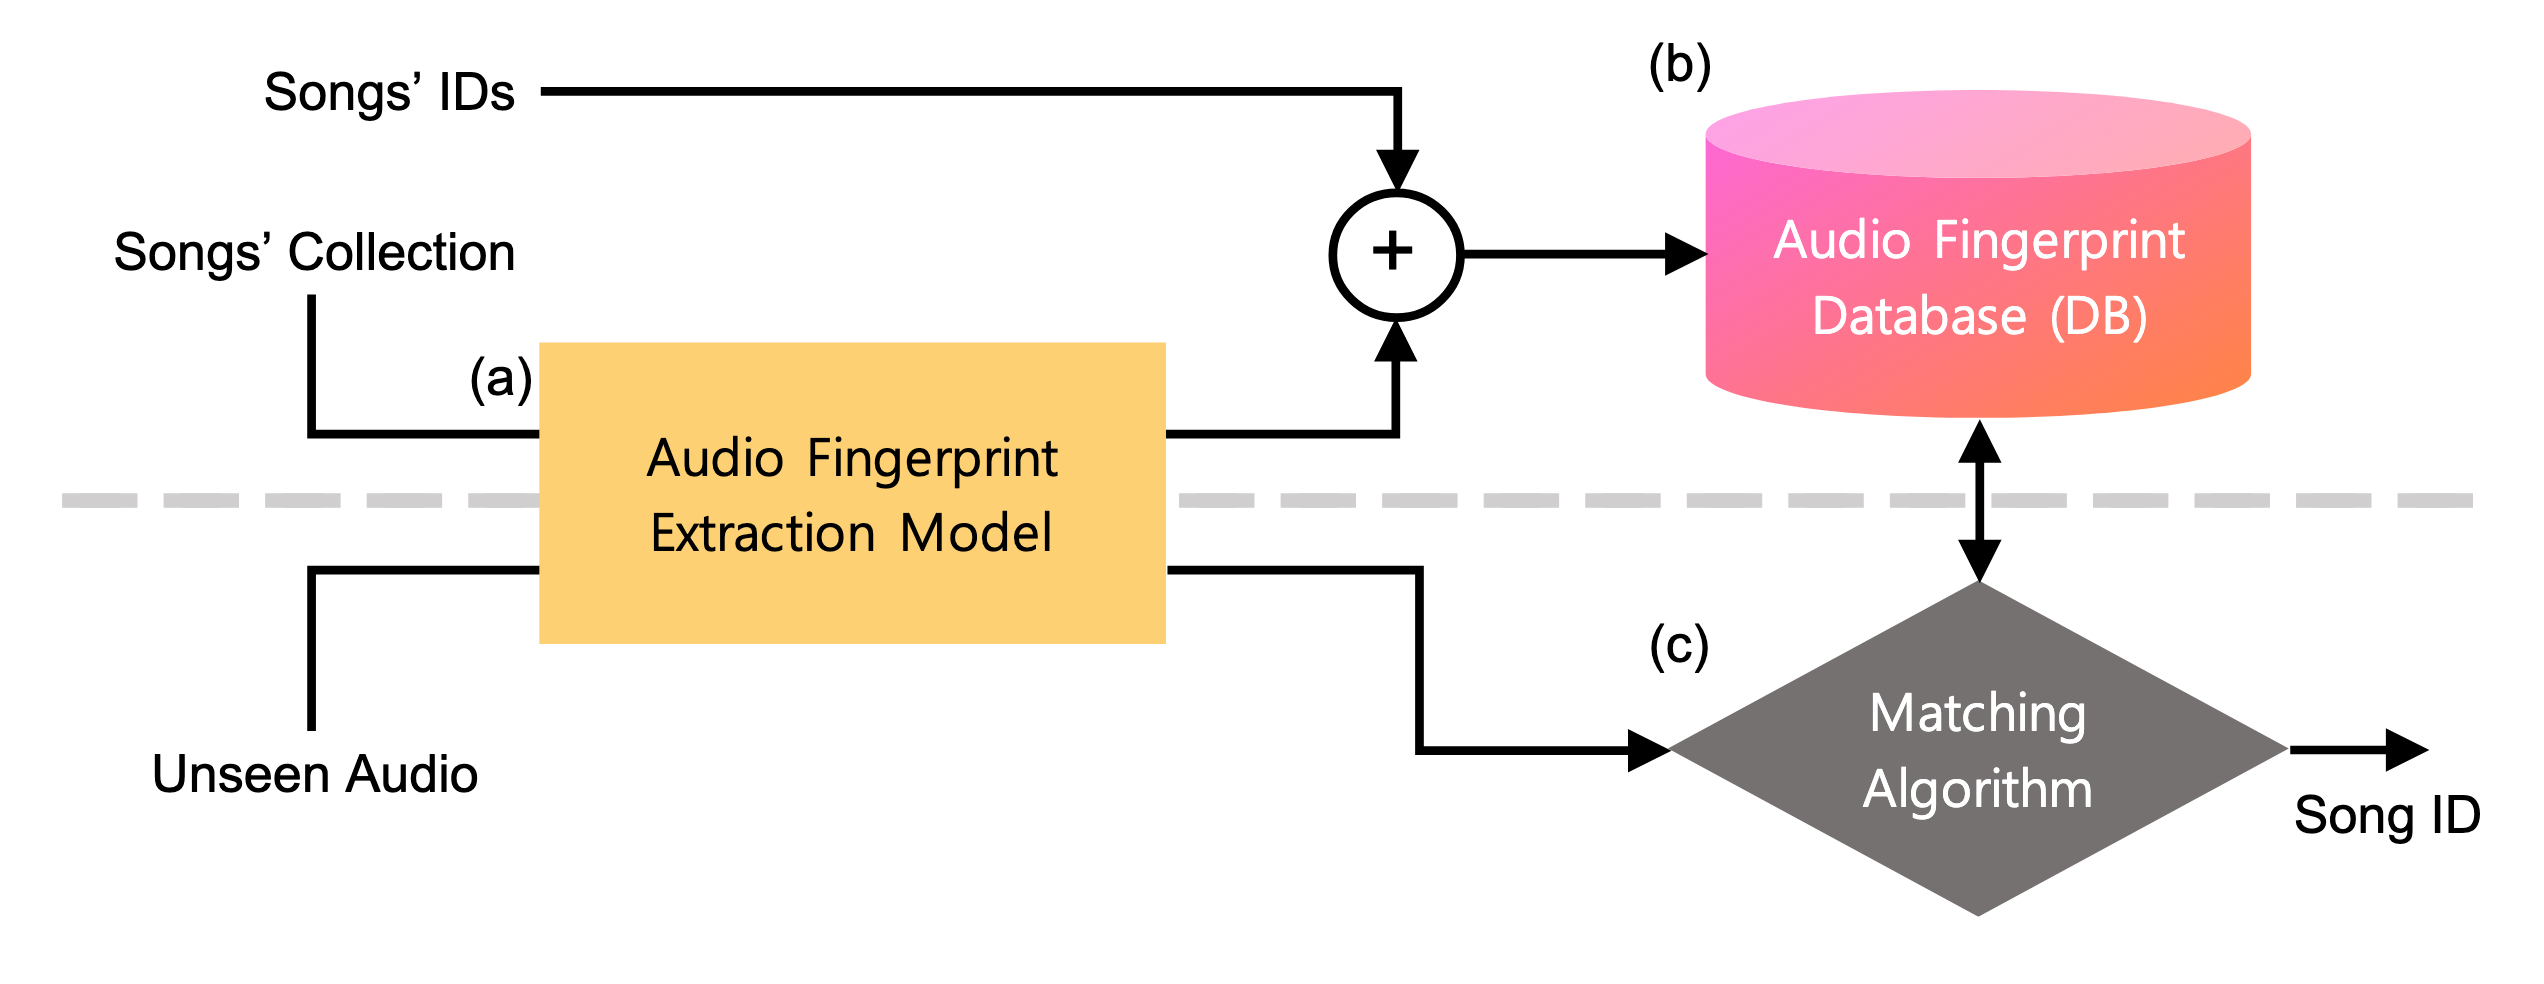 Songs’ IDs
Songs’ Collection
(a)
Audio Fingerprint
Extraction Model
Unseen Audio
+
(b)
Audio Fingerprint
Database (DB)
(c)
Matching
Algorithm
Song ID